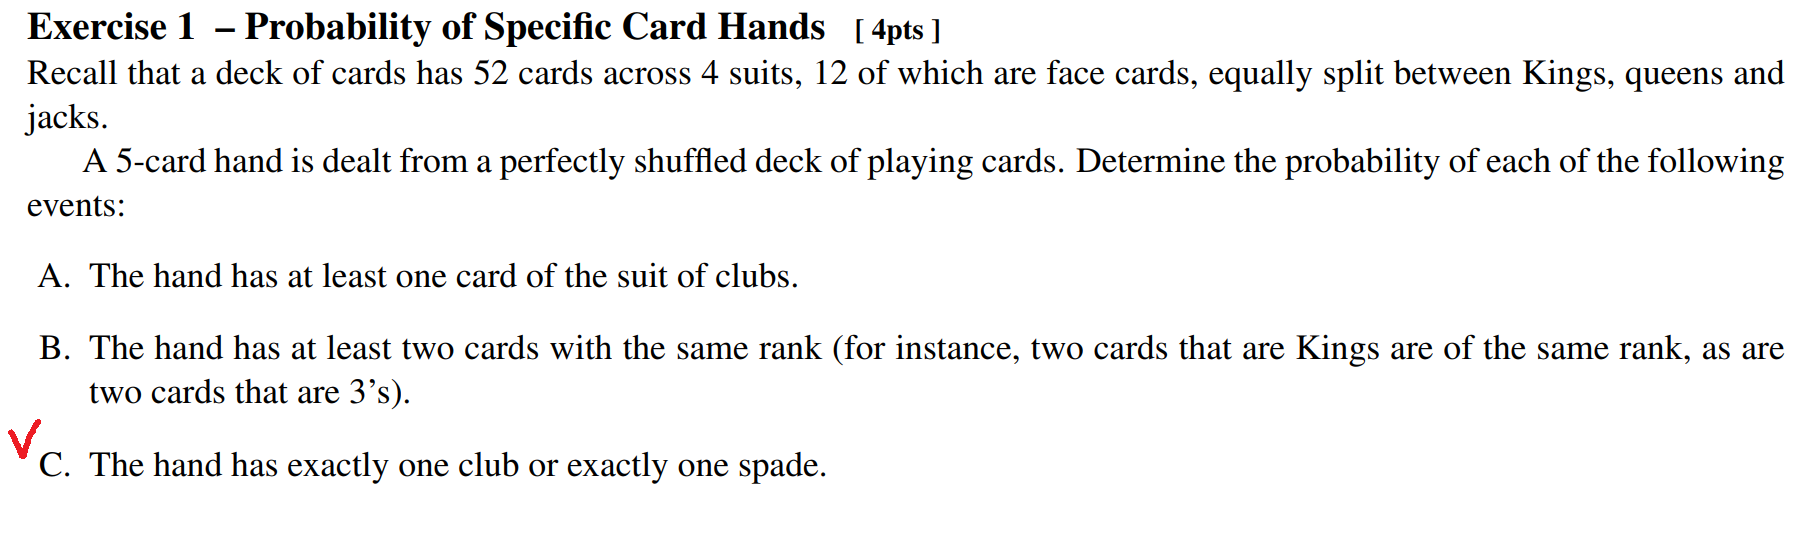 Exercise 1 – Probability of Specific Card Hands [ 4pts ]
Recall that a deck of cards has 52 cards across 4 suits, 12 of which are face cards, equally split between Kings, queens and
jacks.
A 5-card hand is dealt from a perfectly shuffled deck of playing cards. Determine the probability of each of the following
events:
A. The hand has at least one card of the suit of clubs.
B. The hand has at least two cards with the same rank (for instance, two cards that are Kings are of the same rank, as are
two cards that are 3’s).
C. The hand has exactly one club or exactly one spade.